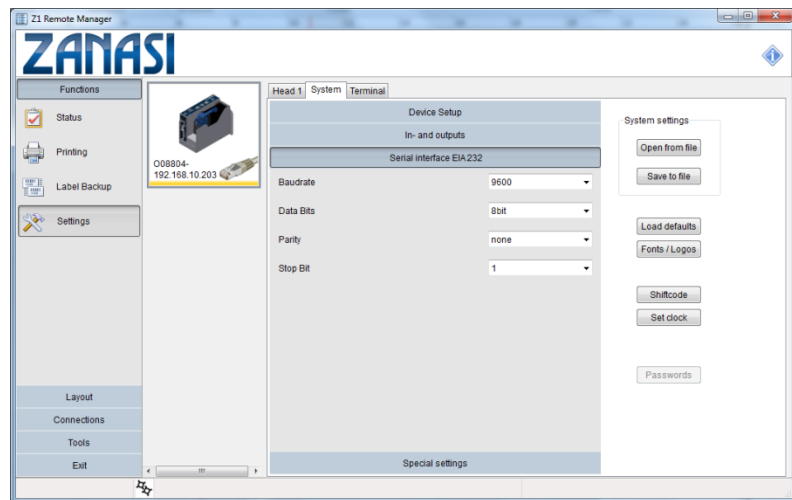 Z1 Remote Manager
ZANASI
Functions
Status
Printing
Label Backup
Settings
Layout
Connections
Tools
Exit
O08804-
192.168.10.203
Head 1 System Terminal
Device Setup
In- and outputs
Serial interface EIA232
Baudrate 9600
Data Bits 8bit
Parity none
Stop Bit 1
Special settings
System settings
Open from file
Save to file
Load defaults
Fonts / Logos
Shiftcode
Set clock
Passwords